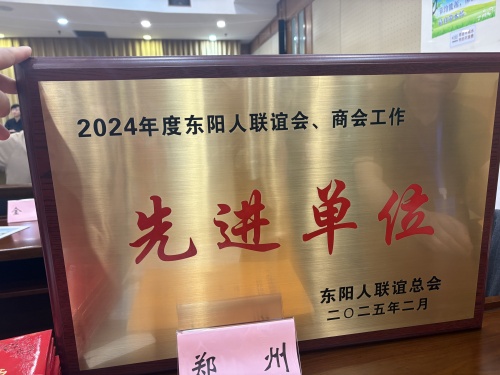 2024年度东阳人联谊会、商会工作
先进单位
东阳人联谊总会
二〇二五年二月
郑 州
金